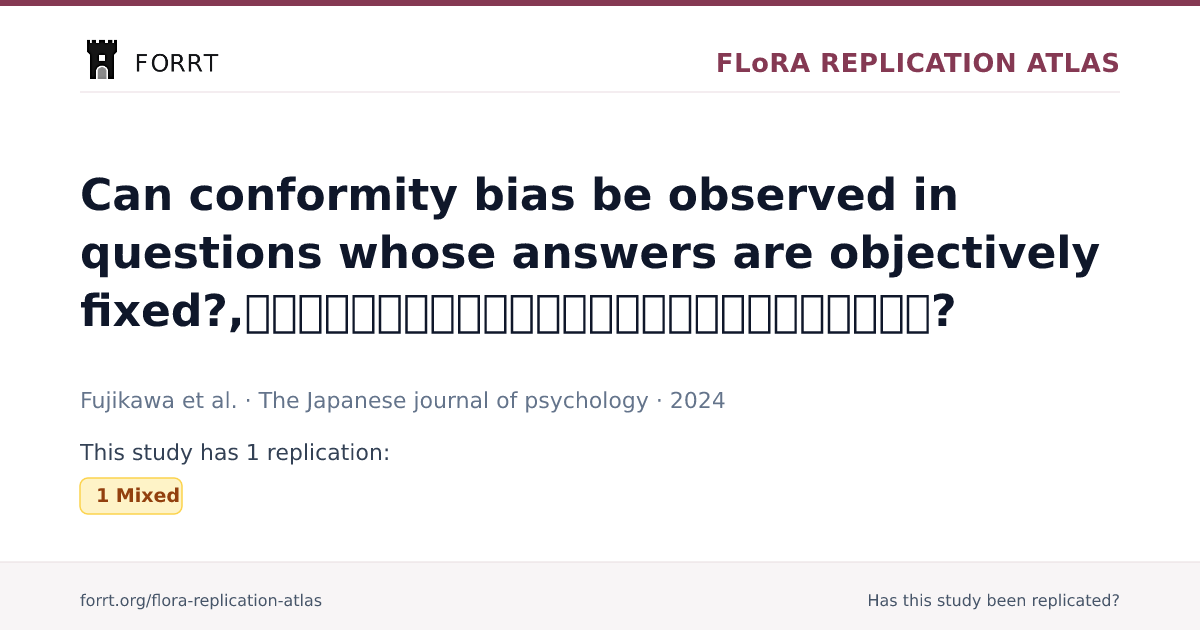 FORRT
FLoRA REPLICATION ATLAS
Can conformity bias be observed in
questions whose answers are objectively
fixed?,▯▯▯▯▯▯▯▯▯▯▯▯▯▯▯▯▯▯▯▯▯▯▯▯▯▯?
Fujikawa et al. · The Japanese journal of psychology · 2024
This study has 1 replication:
1 Mixed
forrt.org/flora-replication-atlas
Has this study been replicated?